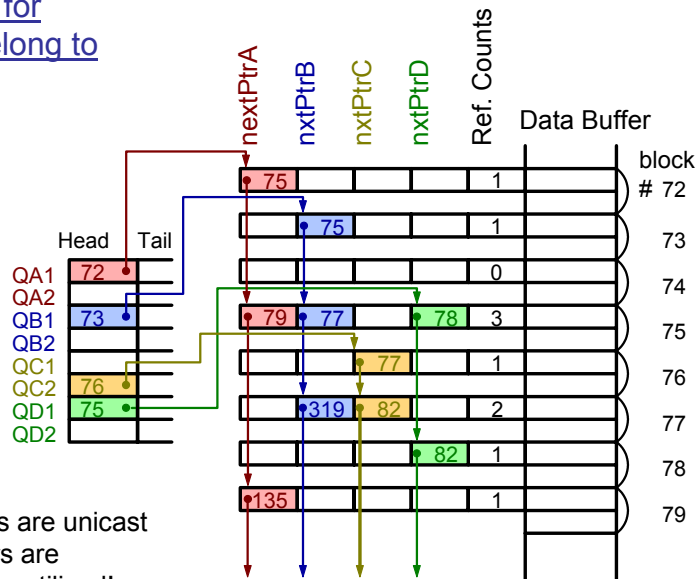 for
elong to
nextPtrA
nxtPtrB
nxtPtrC
nxtPtrD
Ref. Counts
Data Buffer
block
# 72
73
74
75
76
77
78
79
75 1
75 1
0
79 77 78 3
77 1
319 82 2
82 1
135 1
Head Tail
QA1 72
QA2
QB1 73
QB2
QC1
QC2 76
QD1 75
QD2
s are unicast
rs are